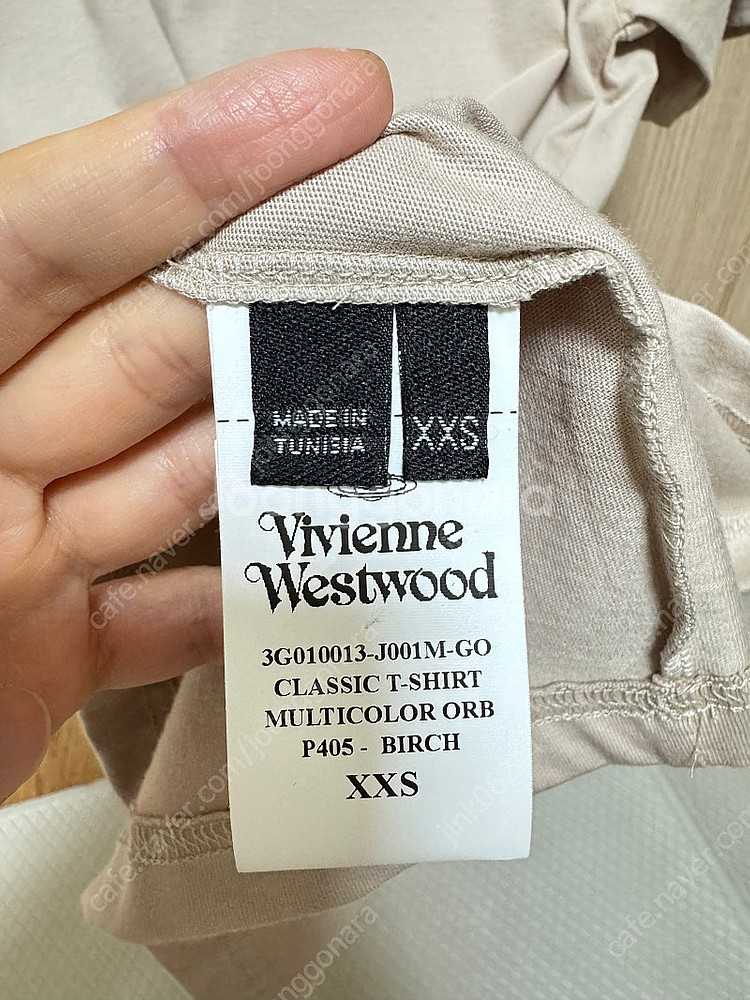 MADE IN
TUNISIA
XXS
Vivienne
Westwood
3G010013-J001M-GO
CLASSIC T-SHIRT
MULTICOLOR ORB
P405 - BIRCH
XXS
joonggonara
cafe.naver.com/joonggonara